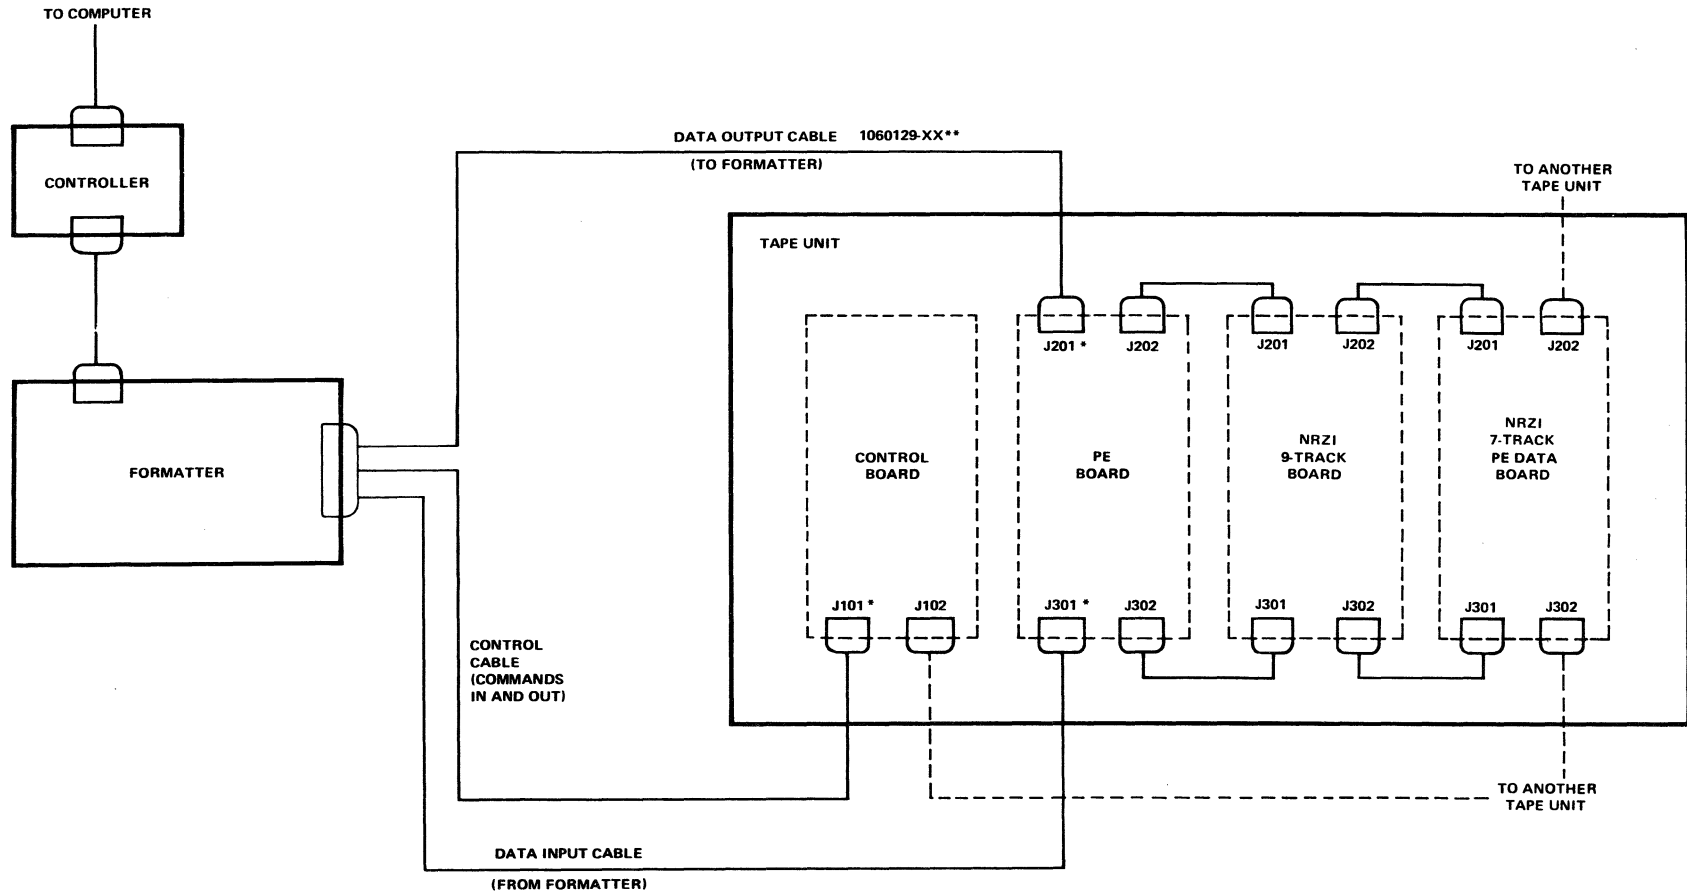 TO COMPUTER
CONTROLLER
FORMATTER
DATA OUTPUT CABLE 1060129-XX**
(TO FORMATTER)
TO ANOTHER
TAPE UNIT
TAPE UNIT
J201 * J202 J201 J202 J201 J202
CONTROL
BOARD
PE
BOARD
NRZI
9-TRACK
BOARD
NRZI
7-TRACK
PE DATA
BOARD
J101 * J102 J301 * J302 J301 J302 J301 J302
CONTROL
CABLE
(COMMANDS
IN AND OUT)
TO ANOTHER
TAPE UNIT
DATA INPUT CABLE
(FROM FORMATTER)